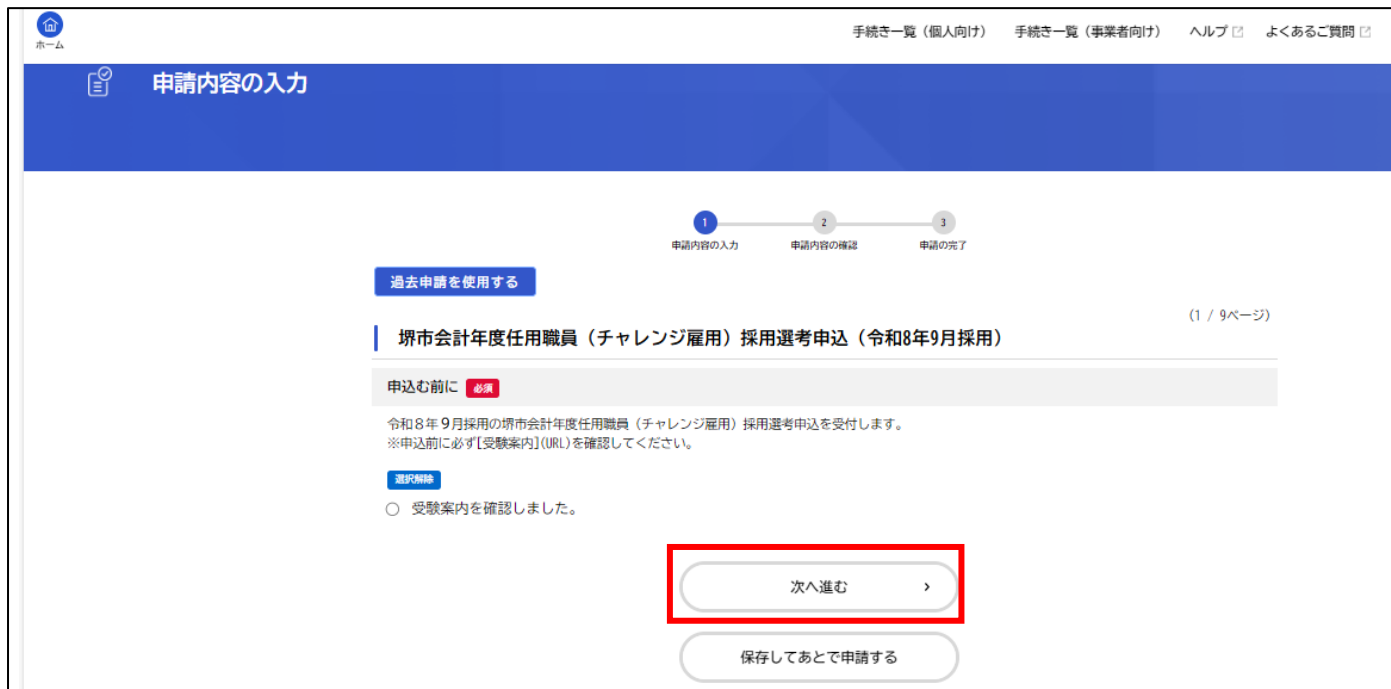 ホーム
手続き一覧（個人向け） 手続き一覧（事業者向け） ヘルプ よくあるご質問
申請内容の入力
1 2 3
申請内容の入力 申請内容の確認 申請の完了
過去申請を使用する
(1 / 9ページ)
堺市会計年度任用職員（チャレンジ雇用）採用選考申込（令和8年9月採用）
申込む前に 必須
令和８年９月採用の堺市会計年度任用職員（チャレンジ雇用）採用選考申込を受付します。
※申込前に必ず[受験案内](URL)を確認してください。
選択解除
受験案内を確認しました。
次へ進む
保存してあとで申請する